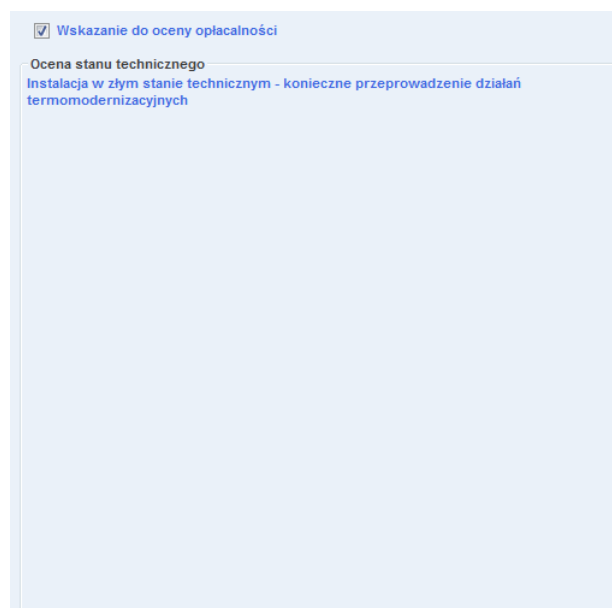 Wskazanie do oceny opłacalności
Ocena stanu technicznego
Instalacja w złym stanie technicznym - konieczne przeprowadzenie działań
termomodernizacyjnych